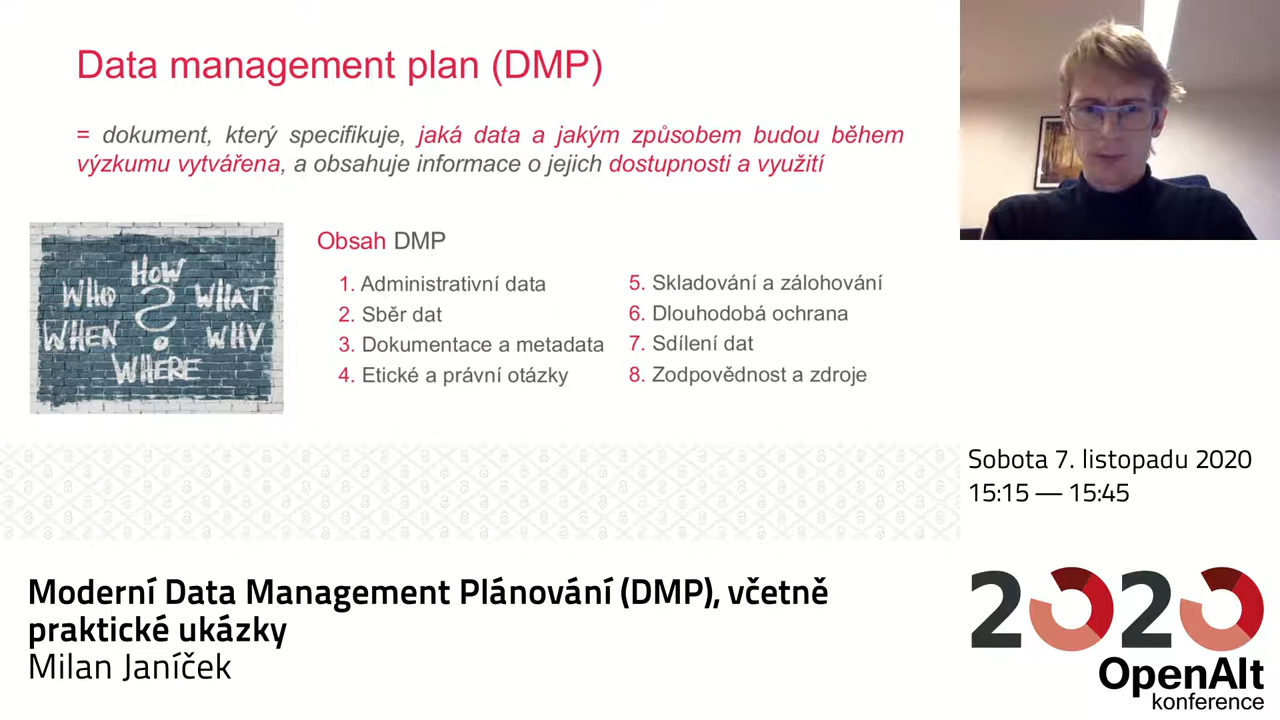 Data management plan (DMP)
= dokument, který specifikuje, jaká data a jakým způsobem budou během
výzkumu vytvářena, a obsahuje informace o jejich dostupnosti a využití
HOW
WHO
WHAT
WHEN
WHY
WHERE
?
Obsah DMP
1. Administrativní data
2. Sběr dat
3. Dokumentace a metadata
4. Etické a právní otázky
5. Skladování a zálohování
6. Dlouhodobá ochrana
7. Sdílení dat
8. Zodpovědnost a zdroje
Sobota 7. listopadu 2020
15:15 — 15:45
Moderní Data Management Plánování (DMP), včetně
praktické ukázky
Milan Janíček
2020
OpenAlt
konference